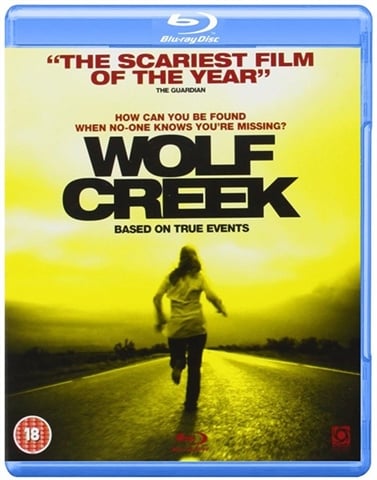 Blu-ray Disc
“THE SCARIEST FILM
OF THE YEAR”
THE GUARDIAN
HOW CAN YOU BE FOUND
WHEN NO-ONE KNOWS YOU'RE MISSING?
WOLF
CREEK
BASED ON TRUE EVENTS
18